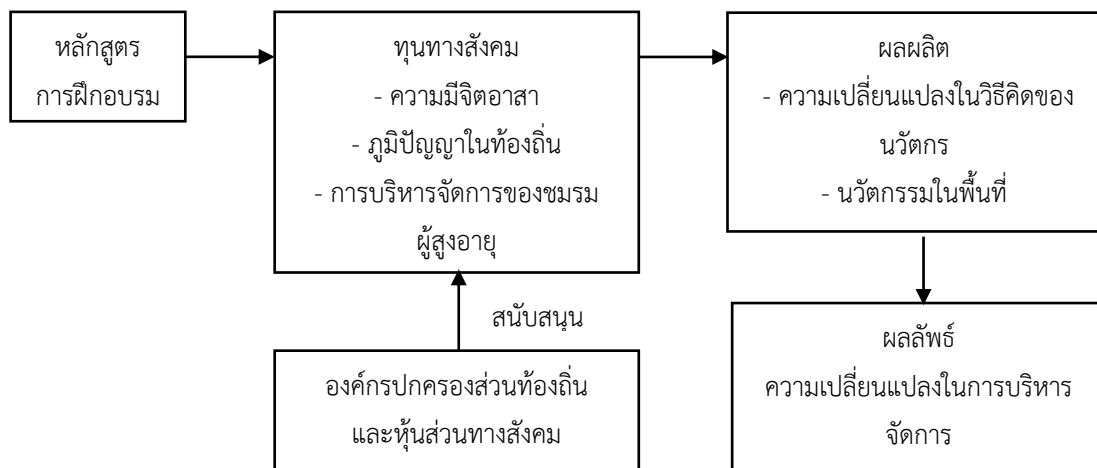 หลักสูตร
การฝึกอบรม
ทุนทางสังคม
- ความมีจิตอาสา
- ภูมิปัญญาในท้องถิ่น
- การบริหารจัดการของชมรม
ผู้สูงอายุ
ผลผลิต
- ความเปลี่ยนแปลงในวิธีคิดของ
นวัตกร
- นวัตกรรมในพื้นที่
สนับสนุน
องค์กรปกครองส่วนท้องถิ่น
และหุ้นส่วนทางสังคม
ผลลัพธ์
ความเปลี่ยนแปลงในการบริหาร
จัดการ